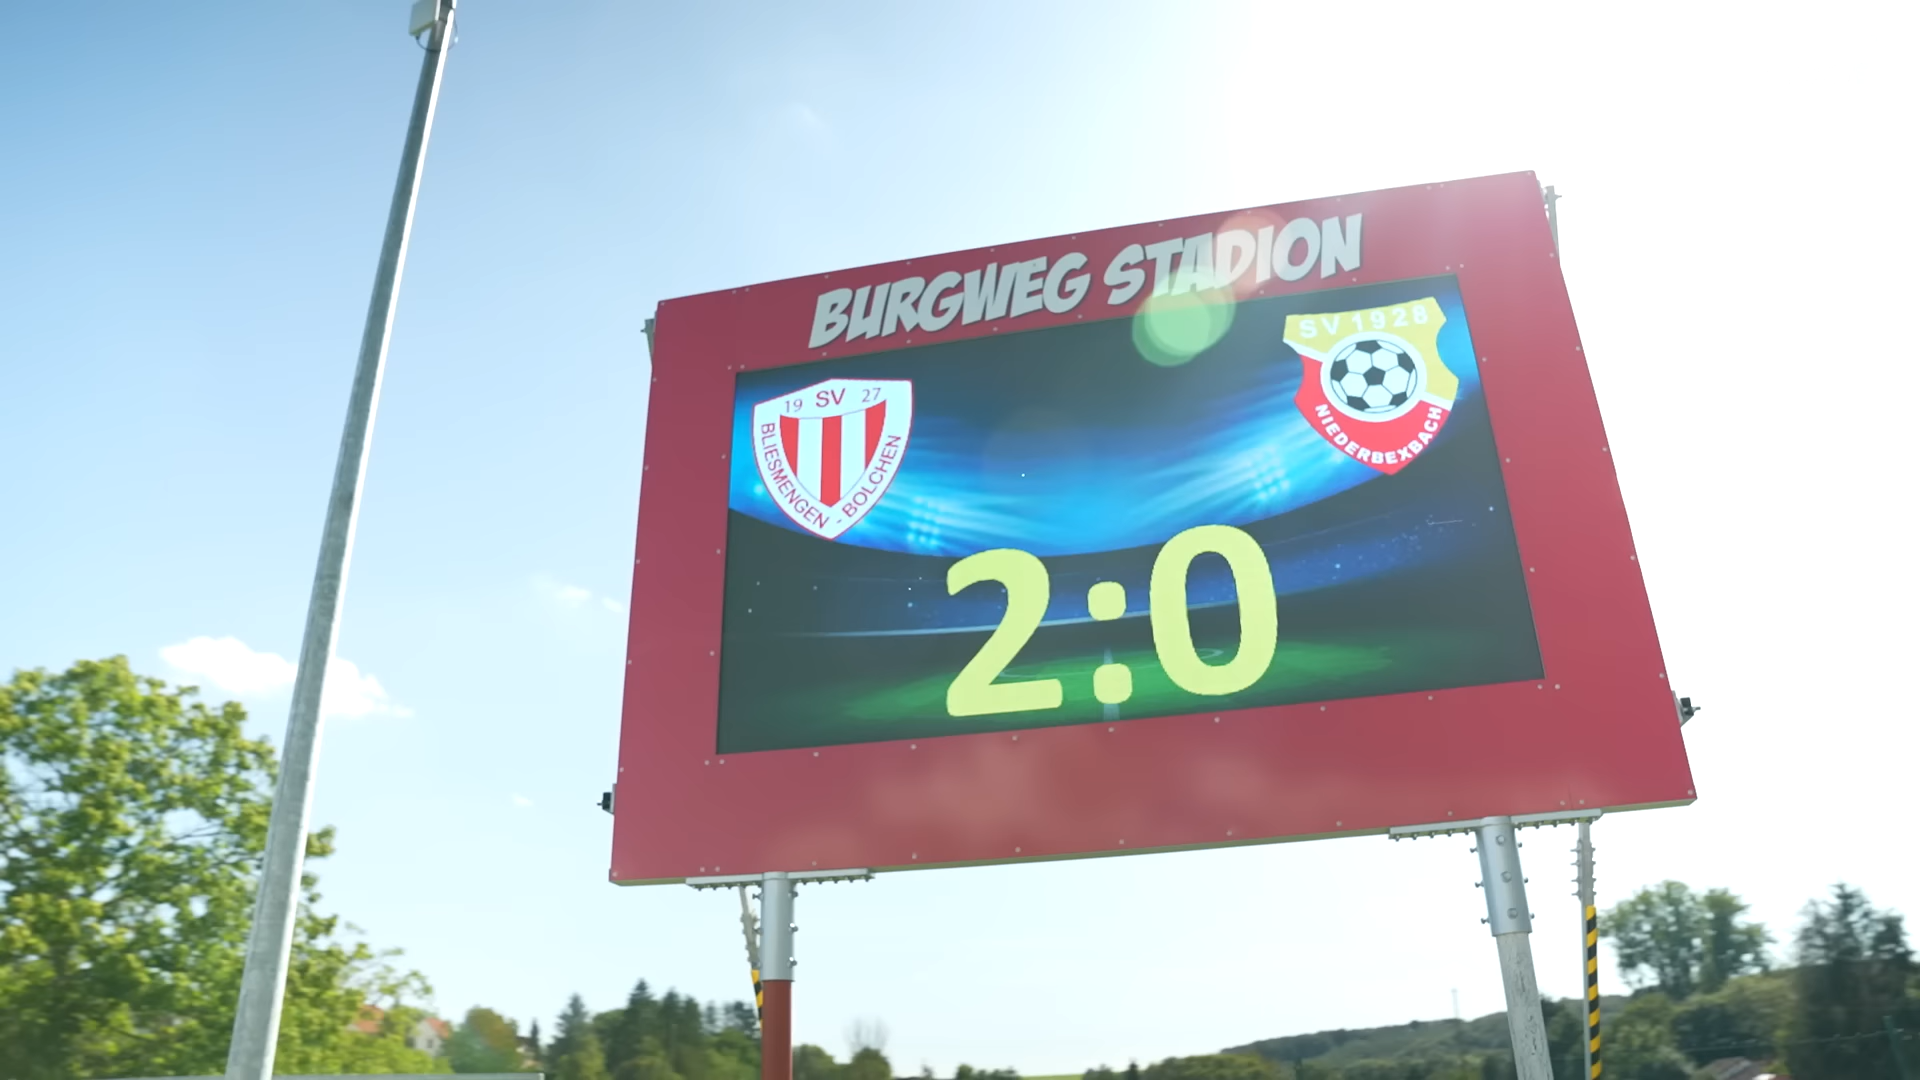 BURGWEG STADION
19 SV 27
BLIESMENGEN - BOLCHEN
SV 1928
NIEDERBEXBACH
2:0